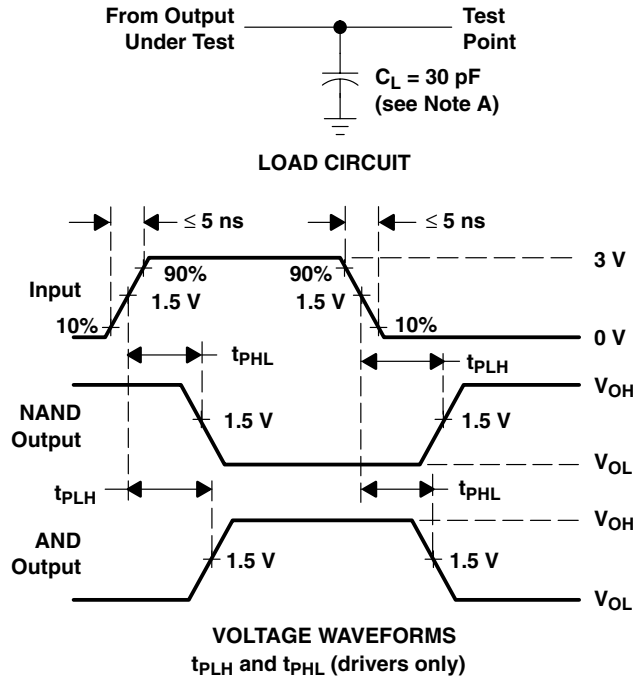 From Output
Under Test
Test
Point
C_L = 30 pF
(see Note A)
LOAD CIRCUIT
≤ 5 ns
≤ 5 ns
Input
10%
90%
1.5 V
90%
1.5 V
10%
3 V
0 V
t_PHL
t_PLH
NAND
Output
1.5 V
1.5 V
V_OH
V_OL
t_PLH
t_PHL
AND
Output
1.5 V
1.5 V
V_OH
V_OL
VOLTAGE WAVEFORMS
t_PLH and t_PHL (drivers only)